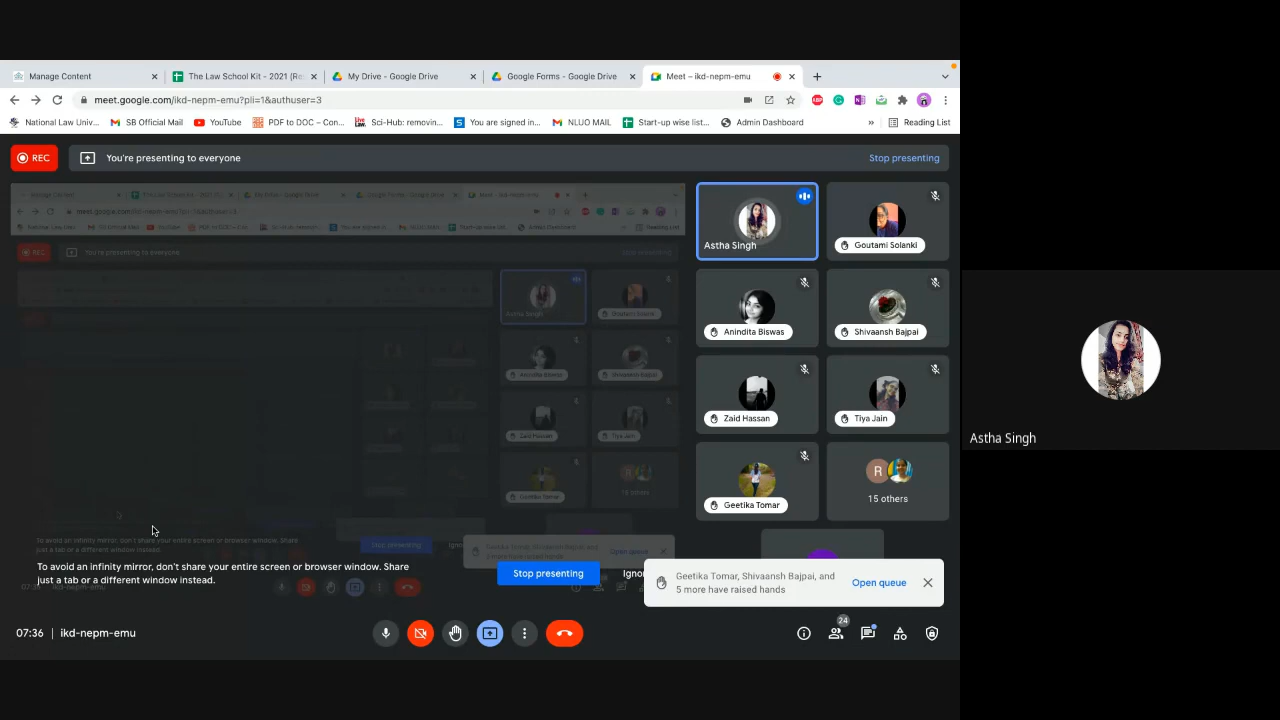 Manage Content
The Law School Kit - 2021 (Re
My Drive - Google Drive
Google Forms - Google Drive
Meet – ikd-nepm-emu
meet.google.com/ikd-nepm-emu?pli=1&authuser=3
National Law Univ...
SB Official Mail
YouTube
PDF to DOC – Con...
Sci-Hub: removin...
You are signed in...
NLUO MAIL
Start-up wise list...
Admin Dashboard
»
Reading List
REC
You're presenting to everyone
Stop presenting
Astha Singh
Goutami Solanki
Anindita Biswas
Shivaansh Bajpai
Zaid Hassan
Tiya Jain
Geetika Tomar
R
15 others
To avoid an infinity mirror, don't share your entire screen or browser window. Share
just a tab or a different window instead.
Stop presenting
Ignor
Geetika Tomar, Shivaansh Bajpai, and
5 more have raised hands
Open queue
07:36 | ikd-nepm-emu
24
Astha Singh